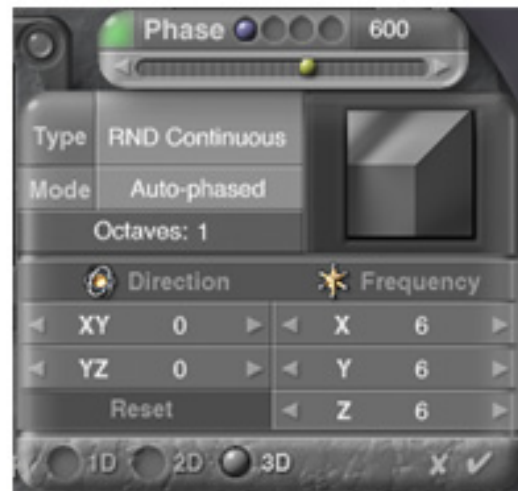 Phase 600
Type RND Continuous
Mode Auto-phased
Octaves: 1
Direction Frequency
XY 0 X 6
YZ 0 Y 6
Reset Z 6
1D 2D 3D